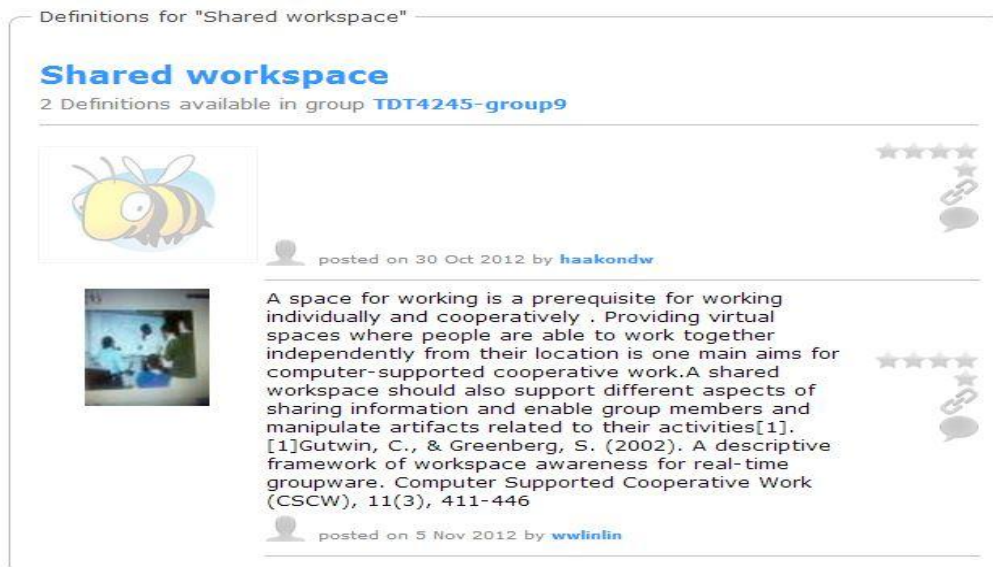 Definitions for "Shared workspace"
Shared workspace
2 Definitions available in group TDT4245-group9
posted on 30 Oct 2012 by haakondw
A space for working is a prerequisite for working
individually and cooperatively . Providing virtual
spaces where people are able to work together
independently from their location is one main aims for
computer-supported cooperative work.A shared
workspace should also support different aspects of
sharing information and enable group members and
manipulate artifacts related to their activities[1].
[1]Gutwin, C., & Greenberg, S. (2002). A descriptive
framework of workspace awareness for real-time
groupware. Computer Supported Cooperative Work
(CSCW), 11(3), 411-446
posted on 5 Nov 2012 by wwlinlin